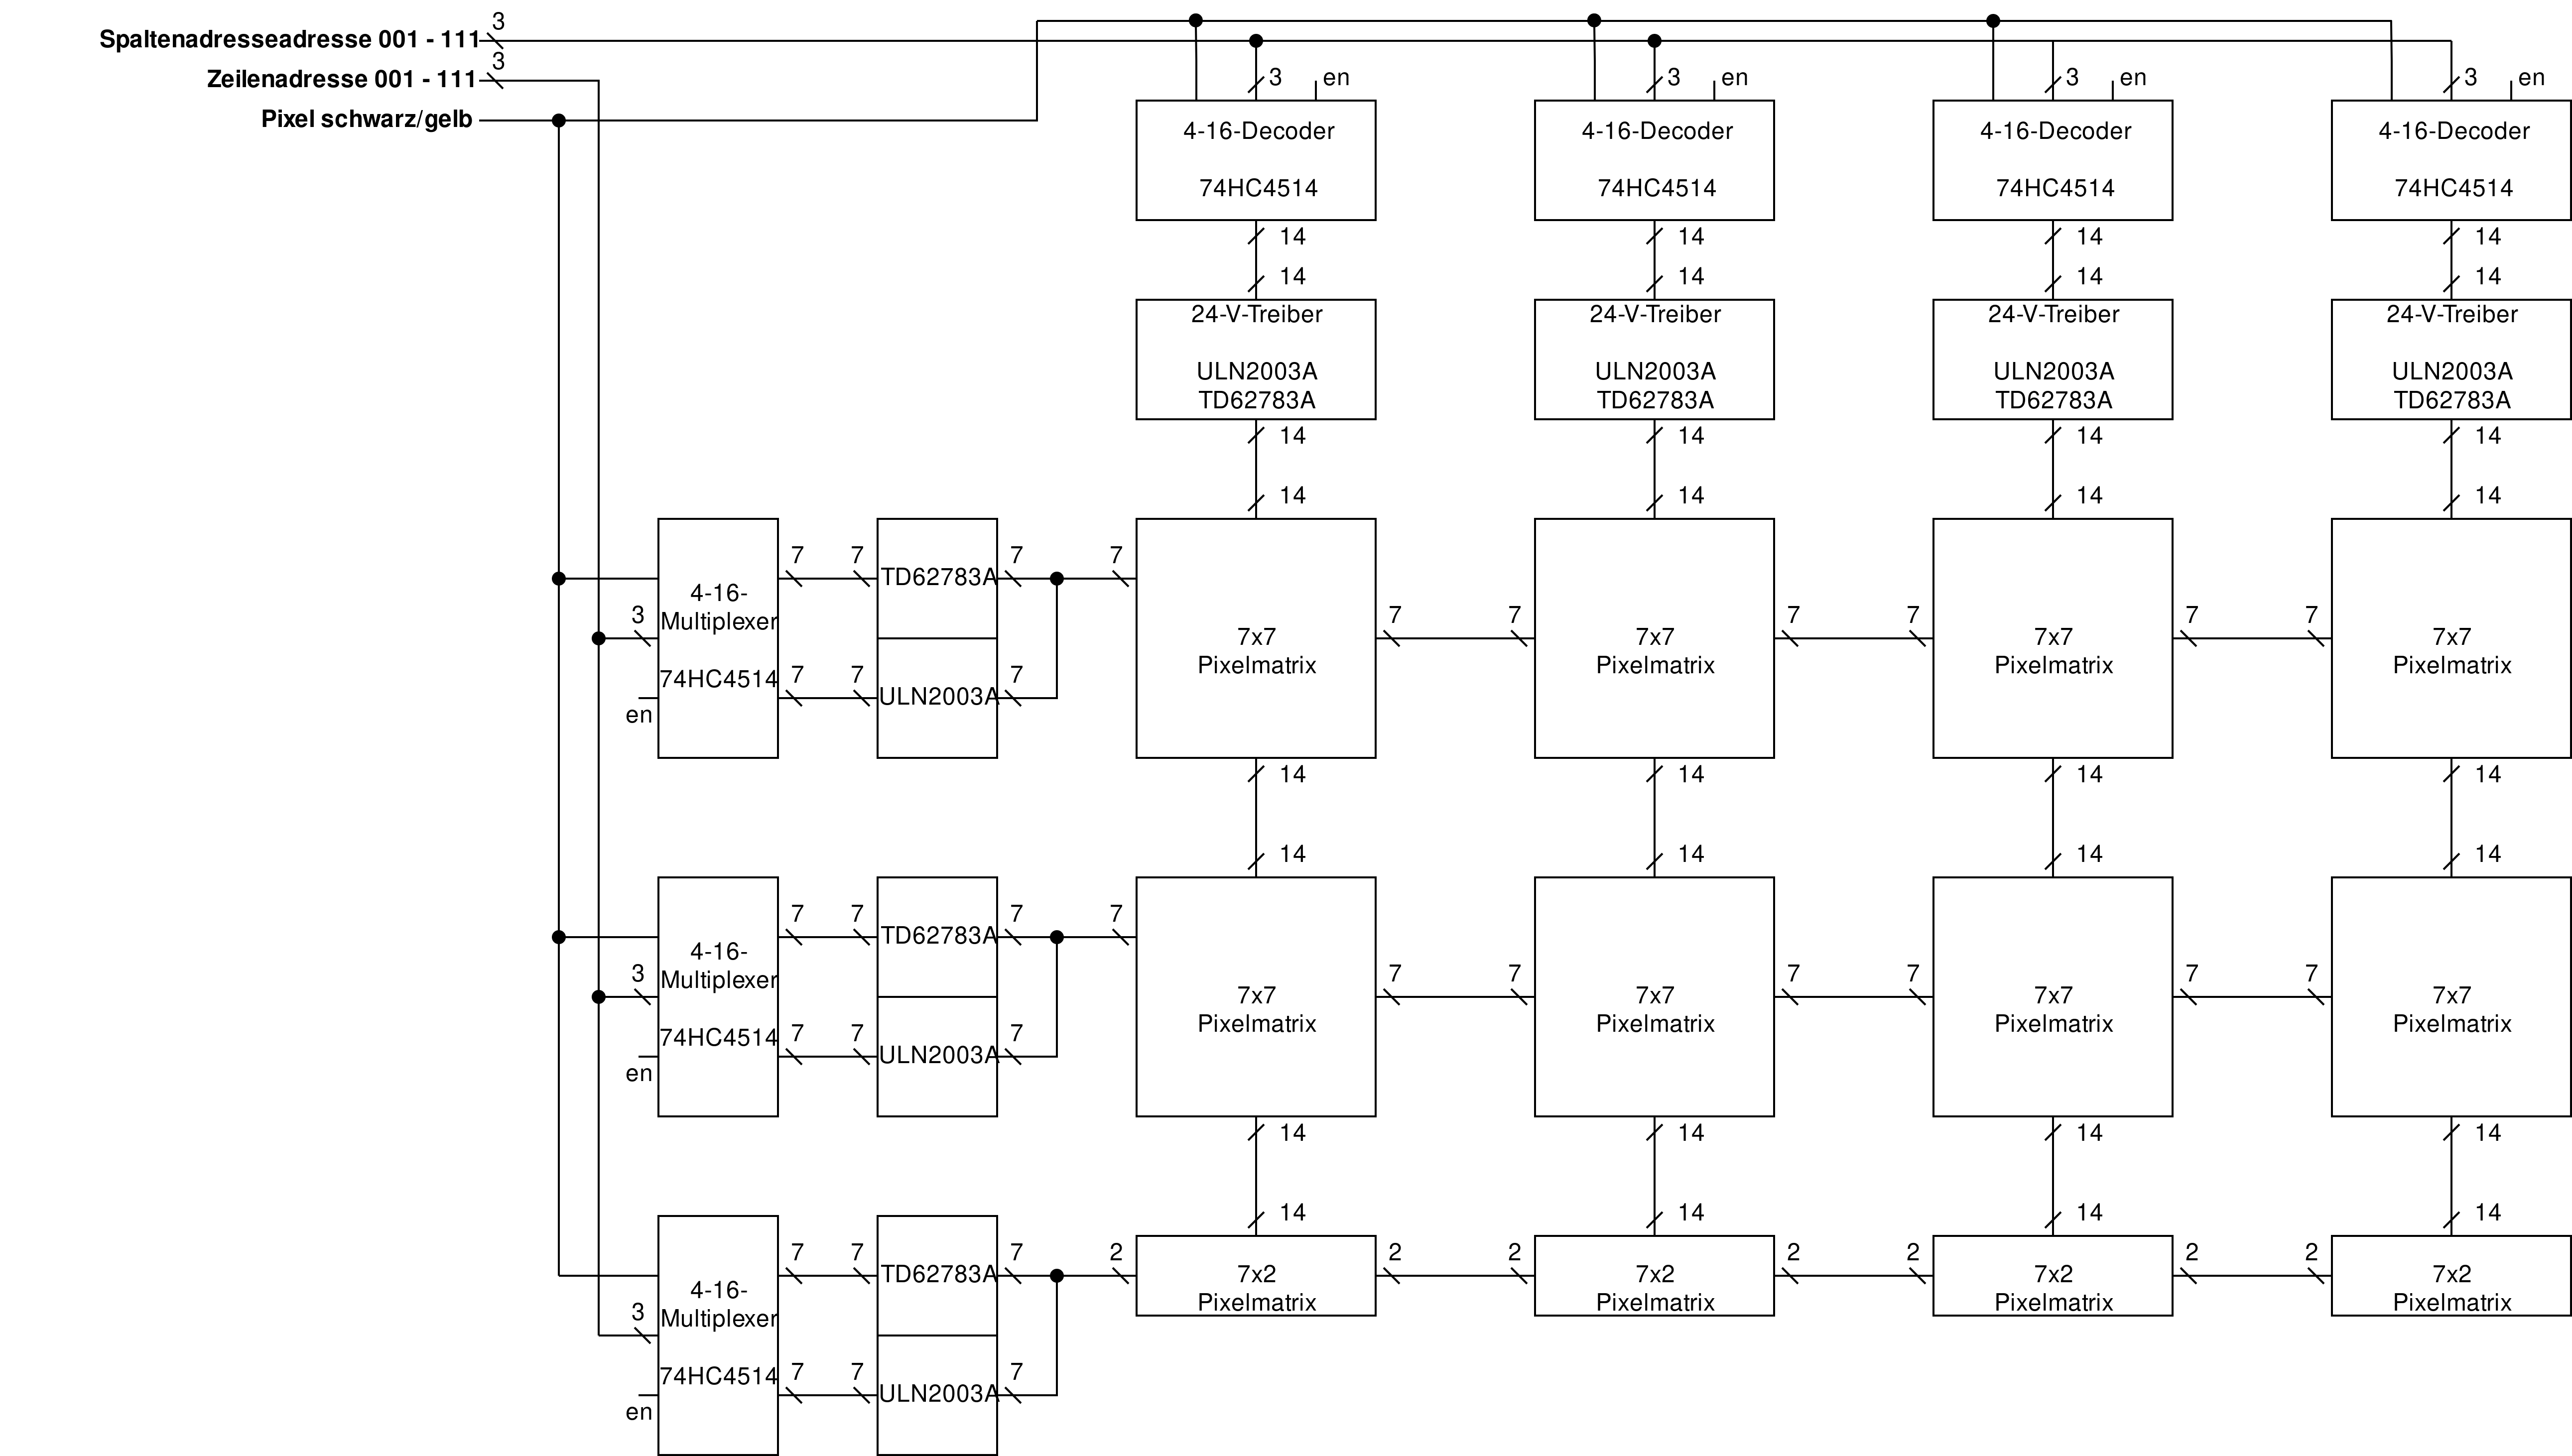 3
Spaltenadresseadresse 001 - 111
3
Zeilenadresse 001 - 111
Pixel schwarz/gelb
3 en 3 en 3 en 3 en
4-16-Decoder 4-16-Decoder 4-16-Decoder 4-16-Decoder
74HC4514 74HC4514 74HC4514 74HC4514
14 14 14 14
14 14 14 14
24-V-Treiber 24-V-Treiber 24-V-Treiber 24-V-Treiber
ULN2003A ULN2003A ULN2003A ULN2003A
TD62783A TD62783A TD62783A TD62783A
14 14 14 14
14 14 14 14
7 7 7 7
TD62783A
4-16-
3 Multiplexer 7 7 7 7 7 7
7x7 7x7 7x7 7x7
Pixelmatrix Pixelmatrix Pixelmatrix Pixelmatrix
74HC4514 7 7 7
ULN2003A
en
14 14 14 14
14 14 14 14
7 7 7 7
TD62783A
4-16-
3 Multiplexer 7 7 7 7 7 7
7x7 7x7 7x7 7x7
Pixelmatrix Pixelmatrix Pixelmatrix Pixelmatrix
74HC4514 7 7 7
ULN2003A
en
14 14 14 14
14 14 14 14
7 7 7 2 2 2 2 2 2 2
TD62783A 7x2 7x2 7x2 7x2
4-16-
Pixelmatrix Pixelmatrix Pixelmatrix Pixelmatrix
3 Multiplexer
74HC4514 7 7 7
ULN2003A
en